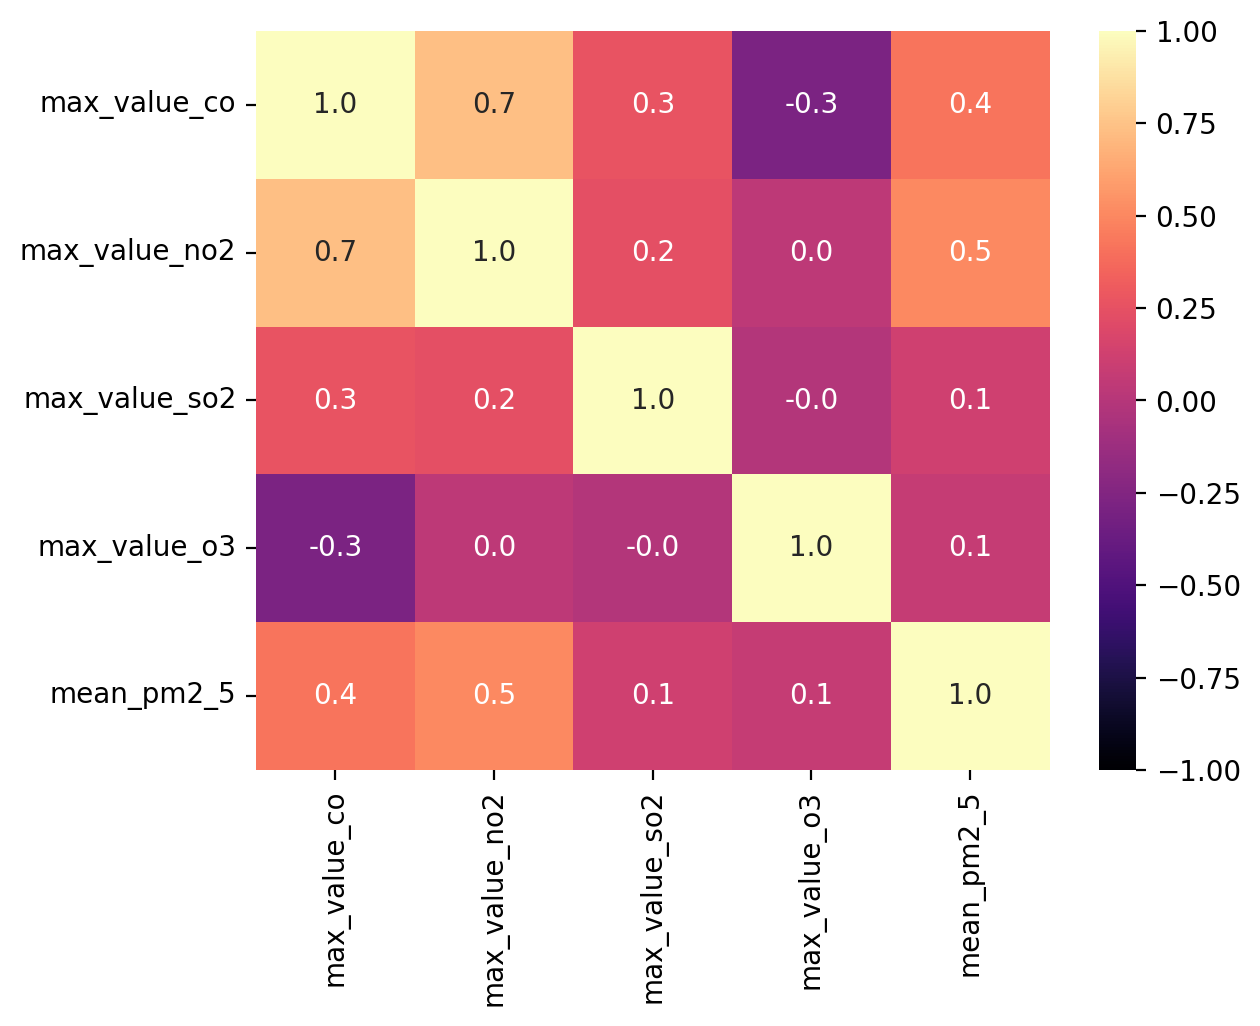 max_value_co 1.0 0.7 0.3 -0.3 0.4
max_value_no2 0.7 1.0 0.2 0.0 0.5
max_value_so2 0.3 0.2 1.0 -0.0 0.1
max_value_o3 -0.3 0.0 -0.0 1.0 0.1
mean_pm2_5 0.4 0.5 0.1 0.1 1.0
max_value_co
max_value_no2
max_value_so2
max_value_o3
mean_pm2_5
1.00
0.75
0.50
0.25
0.00
−0.25
−0.50
−0.75
−1.00